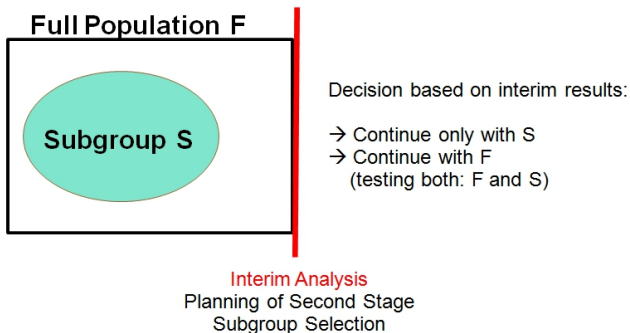 Full Population F
Subgroup S
Decision based on interim results:
→ Continue only with S
→ Continue with F
(testing both: F and S)
Interim Analysis
Planning of Second Stage
Subgroup Selection